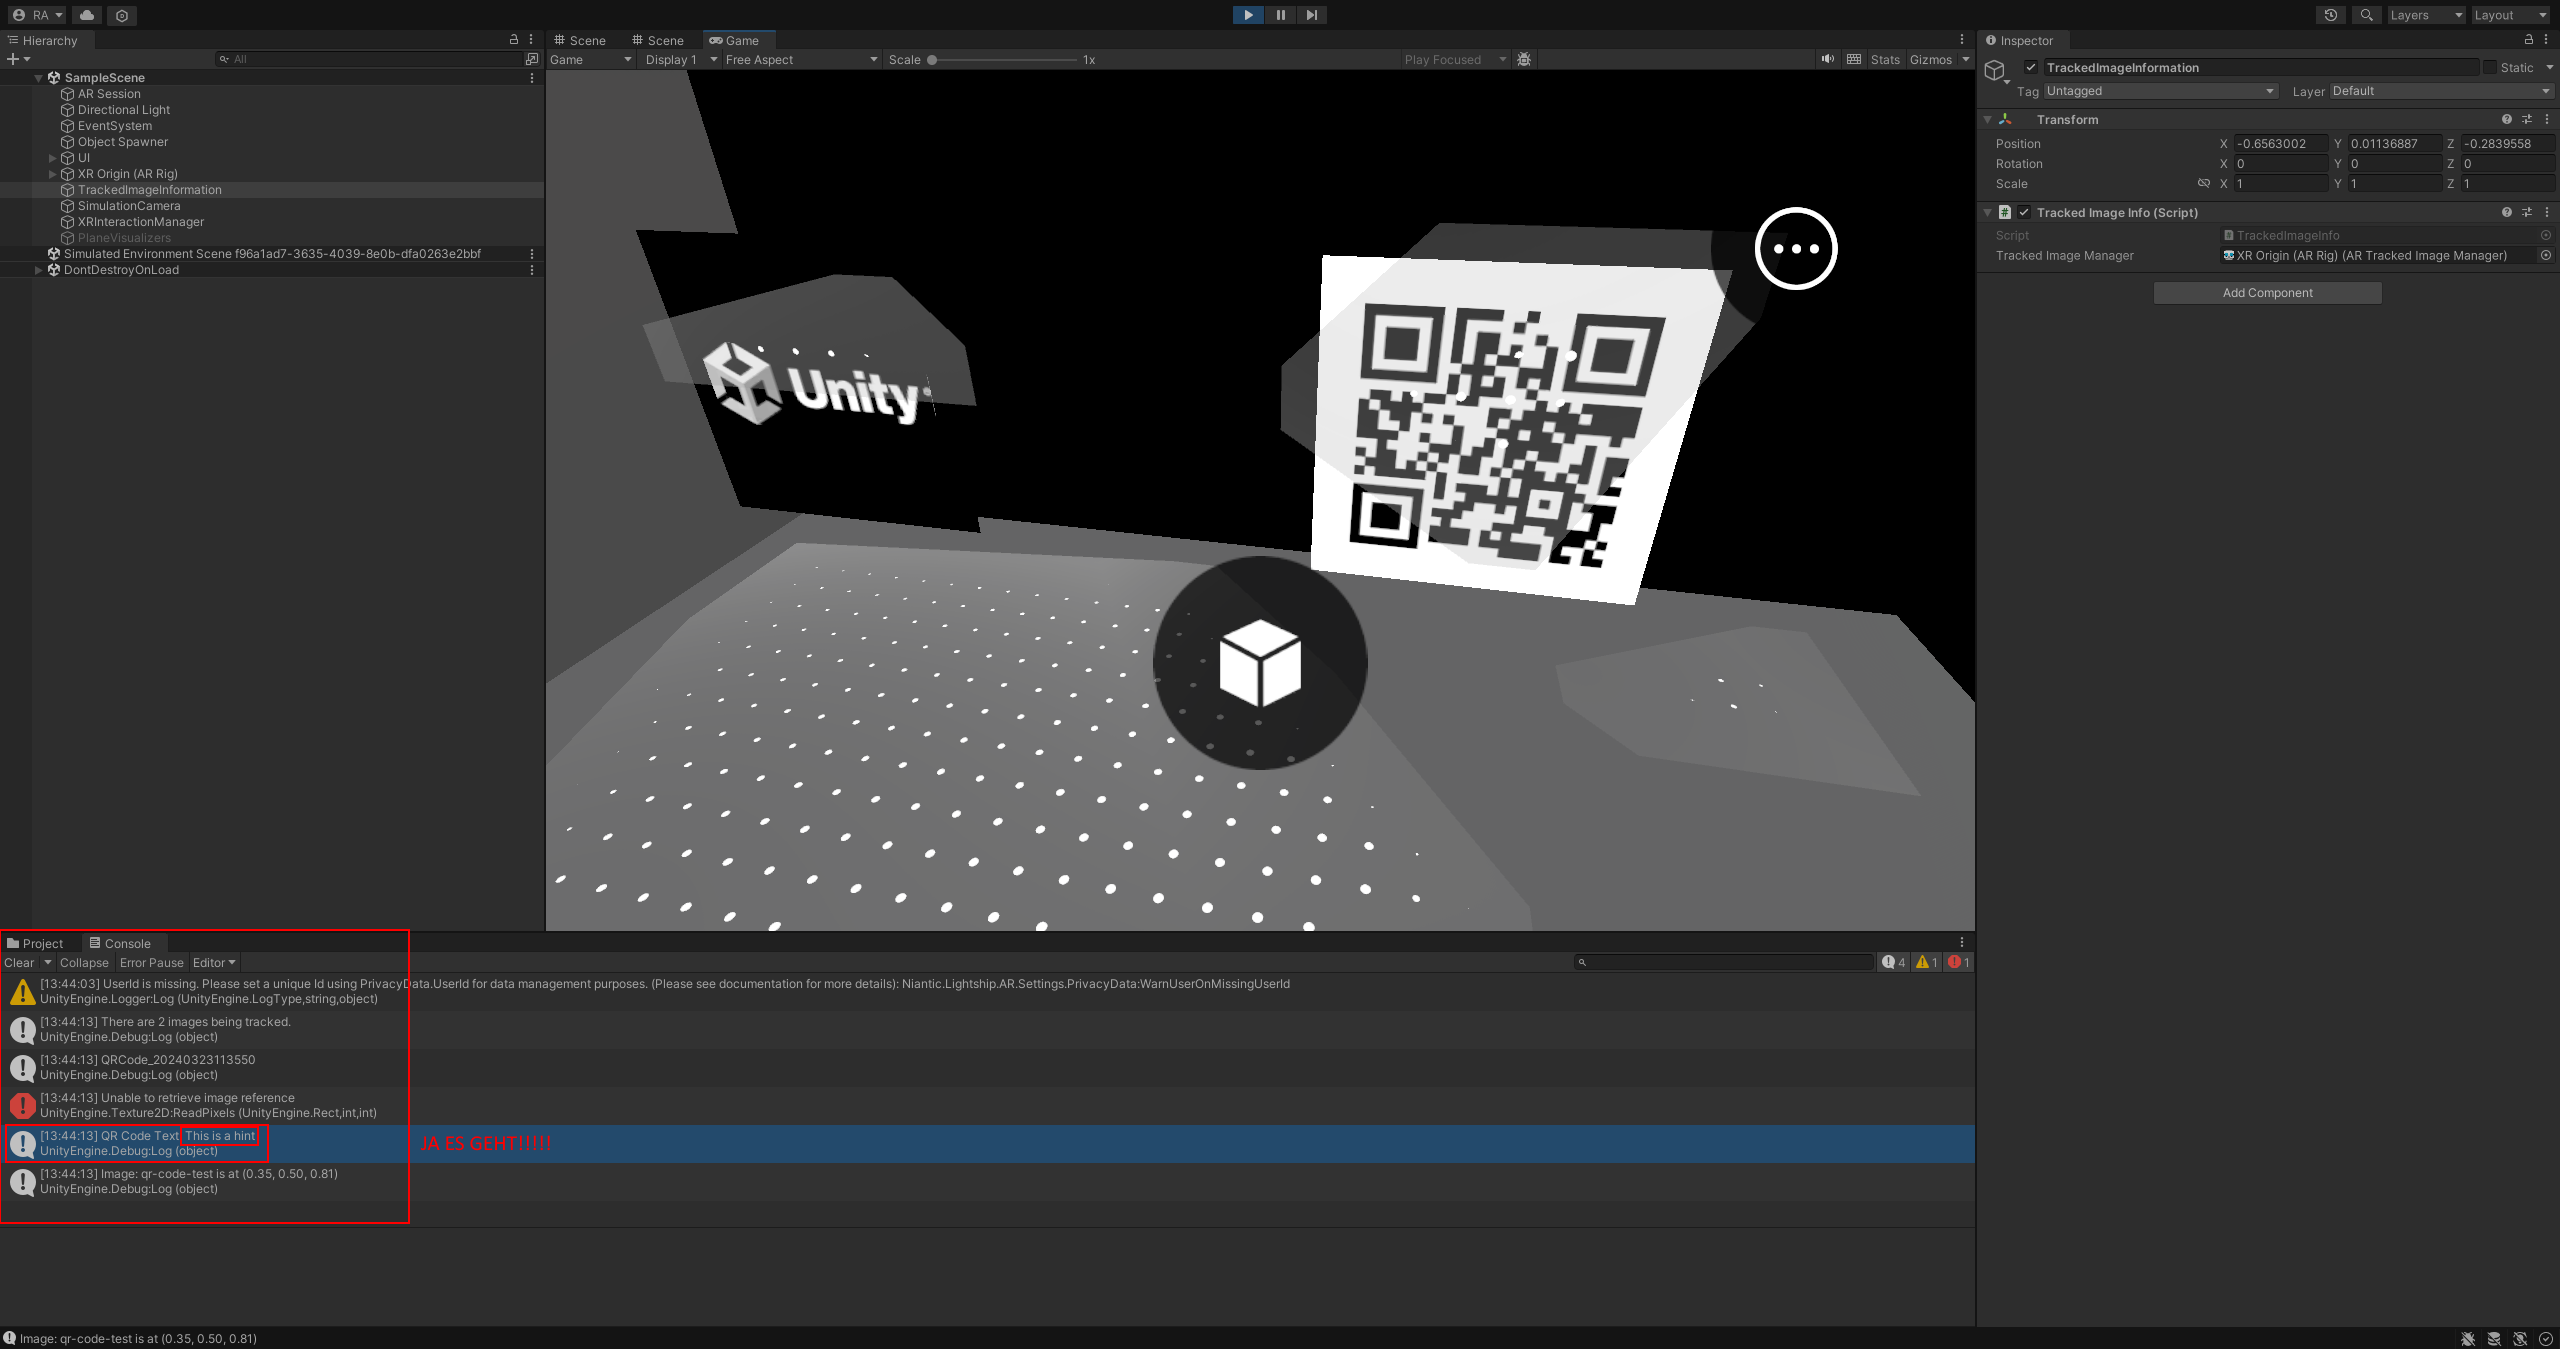 RA
Layers
Layout
Hierarchy
All
SampleScene
AR Session
Directional Light
EventSystem
Object Spawner
UI
XR Origin (AR Rig)
TrackedImageInformation
SimulationCamera
XRInteractionManager
PlaneVisualizers
Simulated Environment Scene f96a1ad7-3635-4039-8e0b-dfa0263e2bbf
DontDestroyOnLoad
Scene
Scene
Game
Game
Display 1
Free Aspect
Scale
1x
Play Focused
Stats
Gizmos
Unity
Inspector
TrackedImageInformation
Static
Tag Untagged
Layer Default
Transform
Position X -0.6563002 Y 0.01136887 Z -0.2839558
Rotation X 0 Y 0 Z 0
Scale X 1 Y 1 Z 1
Tracked Image Info (Script)
Script TrackedImageInfo
Tracked Image Manager XR Origin (AR Rig) (AR Tracked Image Manager)
Add Component
Project
Console
Clear
Collapse
Error Pause
Editor
4
1
1
[13:44:03] UserId is missing. Please set a unique Id using PrivacyData.UserId for data management purposes. (Please see documentation for more details): Niantic.Lightship.AR.Settings.PrivacyData:WarnUserOnMissingUserId
UnityEngine.Logger:Log (UnityEngine.LogType,string,object)
[13:44:13] There are 2 images being tracked.
UnityEngine.Debug:Log (object)
[13:44:13] QRCode_20240323113550
UnityEngine.Debug:Log (object)
[13:44:13] Unable to retrieve image reference
UnityEngine.Texture2D:ReadPixels (UnityEngine.Rect,int,int)
[13:44:13] QR Code Text This is a hint
UnityEngine.Debug:Log (object)
JA ES GEHT!!!!!
[13:44:13] Image: qr-code-test is at (0.35, 0.50, 0.81)
UnityEngine.Debug:Log (object)
Image: qr-code-test is at (0.35, 0.50, 0.81)